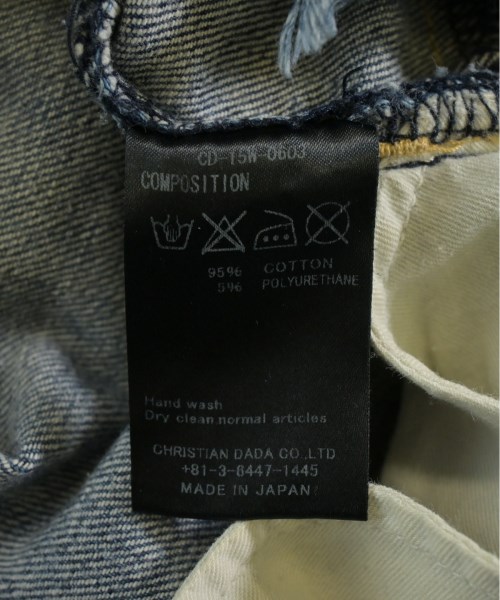 CD-15W-0603
COMPOSITION
95% COTTON
5% POLYURETHANE
Hand wash
Dry clean.normal articles
CHRISTIAN DADA CO.,LTD
+81-3-6447-1445
MADE IN JAPAN